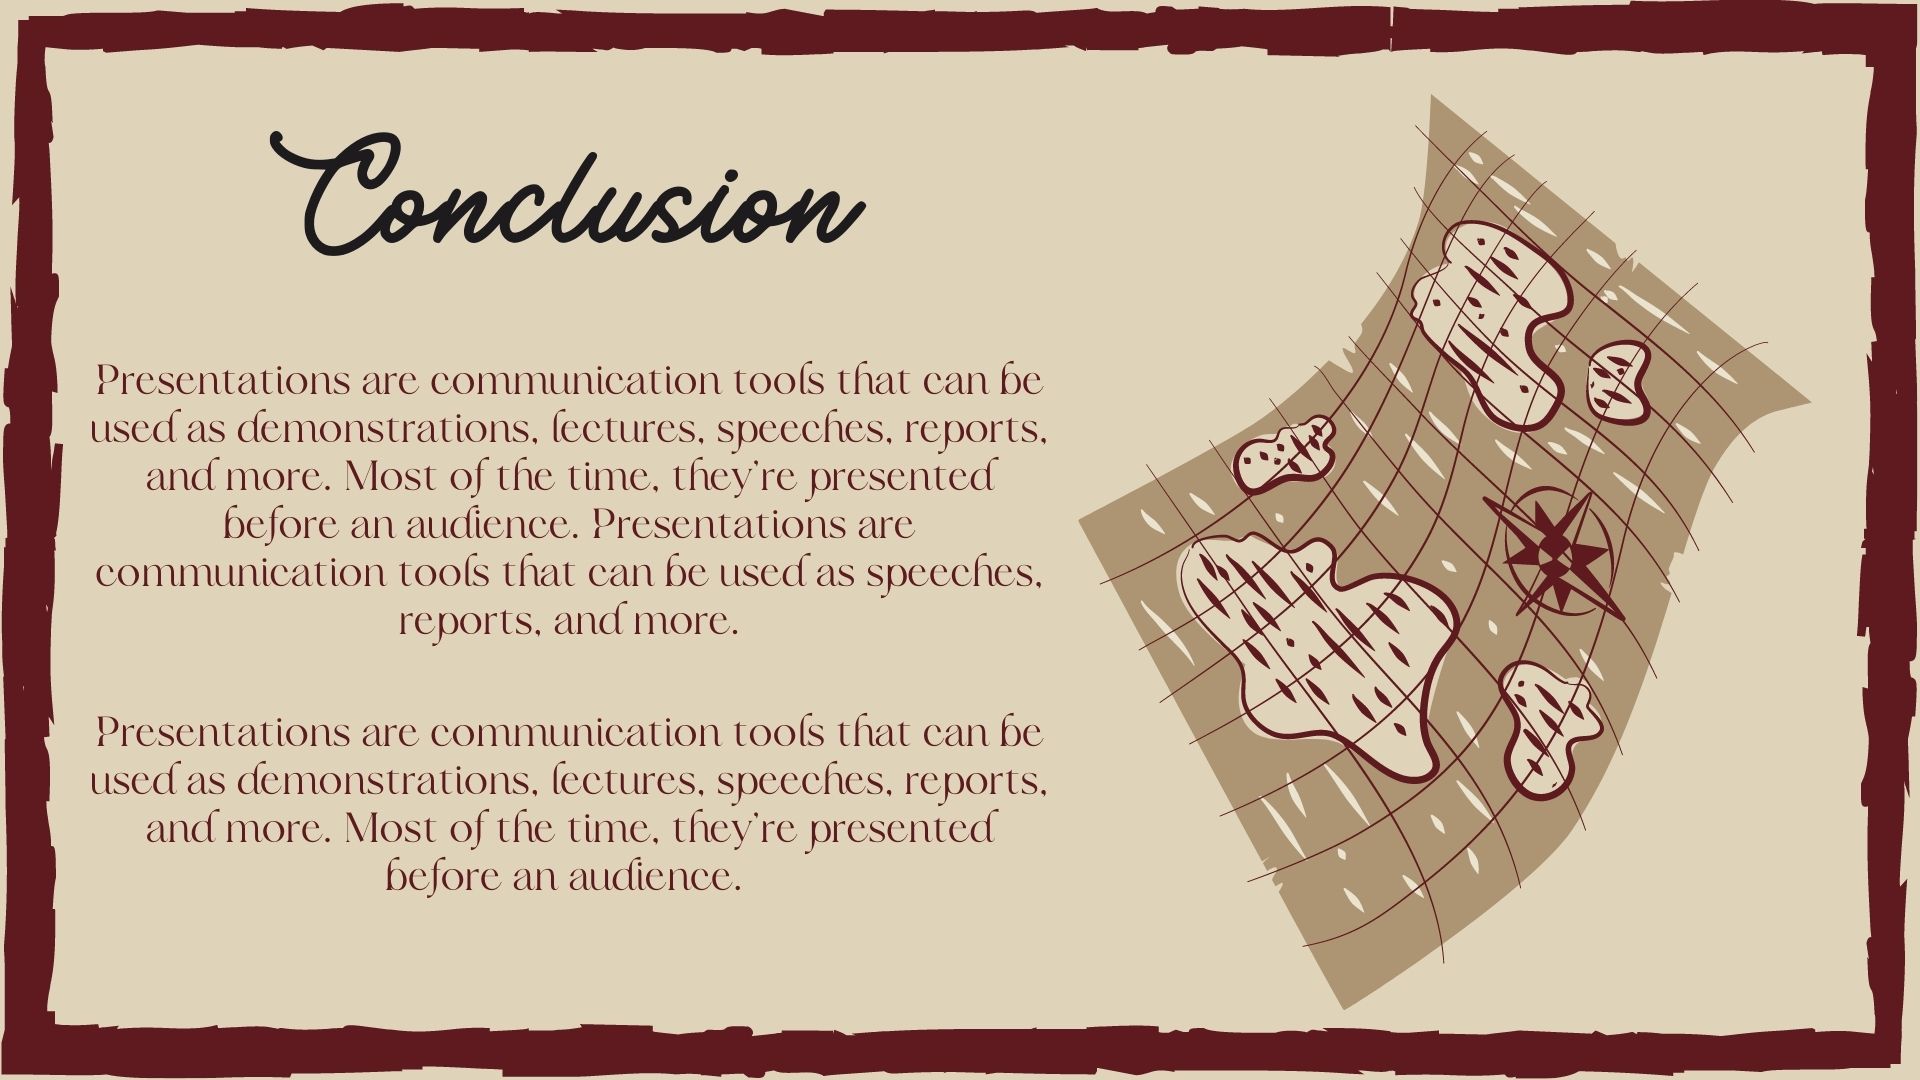 Conclusion
Presentations are communication tools that can be
used as demonstrations, lectures, speeches, reports,
and more. Most of the time, they're presented
before an audience. Presentations are
communication tools that can be used as speeches,
reports, and more.
Presentations are communication tools that can be
used as demonstrations, lectures, speeches, reports,
and more. Most of the time, they're presented
before an audience.